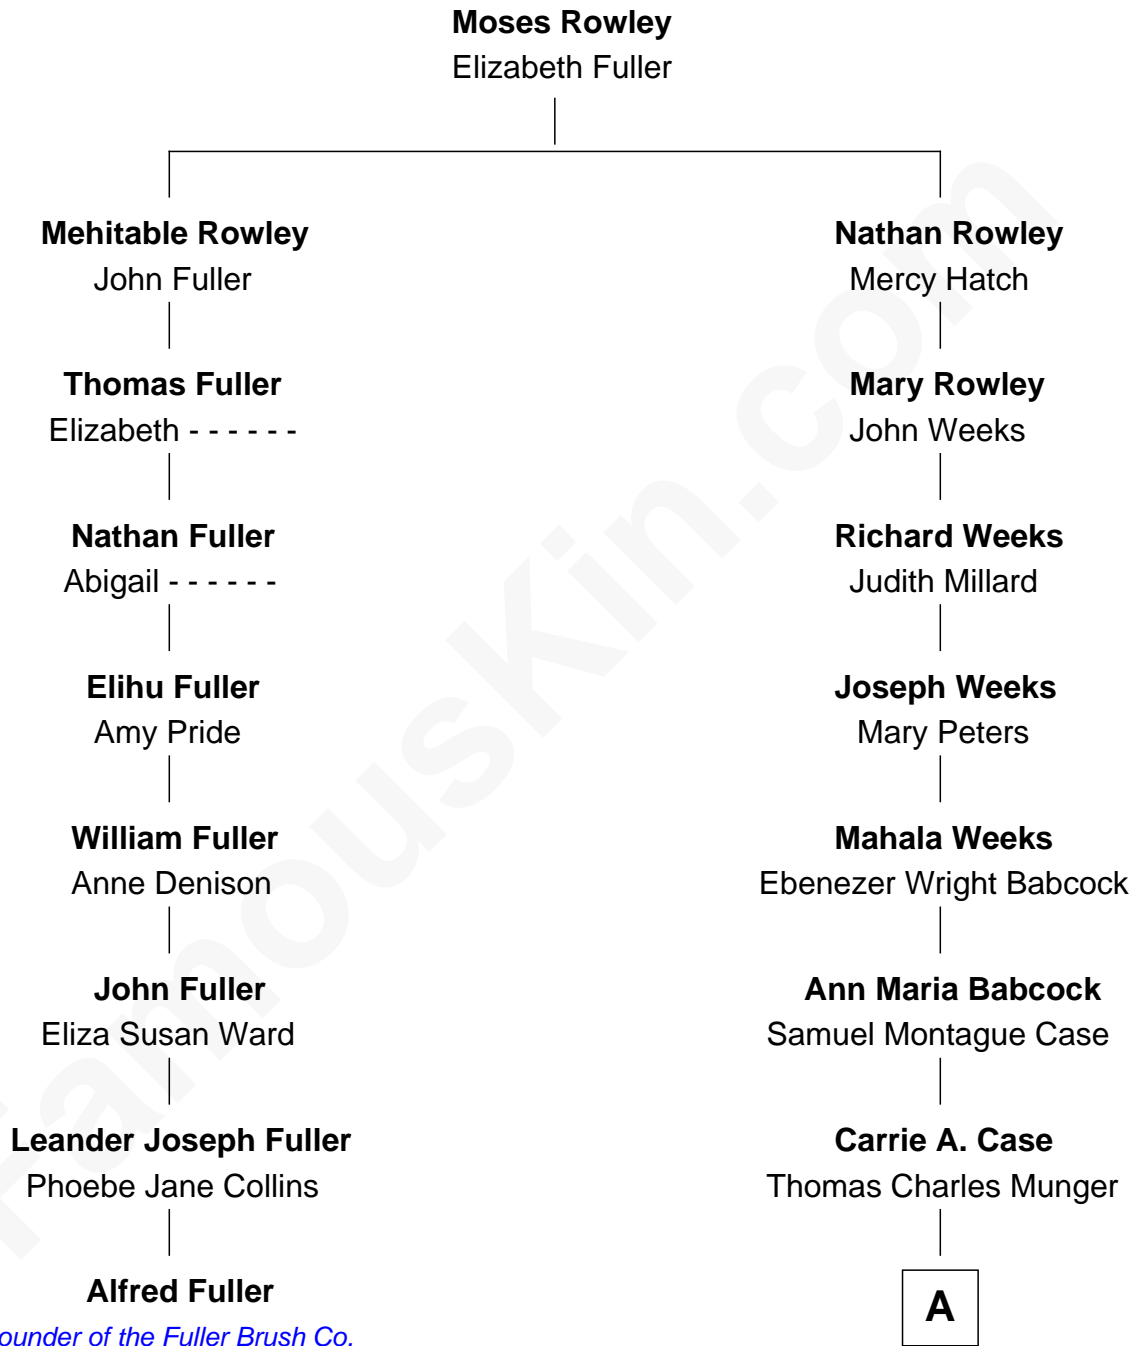 Moses Rowley
Elizabeth Fuller
Mehitable Rowley
John Fuller
Nathan Rowley
Mercy Hatch
Thomas Fuller
Elizabeth - - - - - -
Mary Rowley
John Weeks
Nathan Fuller
Abigail - - - - - -
Richard Weeks
Judith Millard
Elihu Fuller
Amy Pride
Joseph Weeks
Mary Peters
William Fuller
Anne Denison
Mahala Weeks
Ebenezer Wright Babcock
John Fuller
Eliza Susan Ward
Ann Maria Babcock
Samuel Montague Case
Leander Joseph Fuller
Phoebe Jane Collins
Carrie A. Case
Thomas Charles Munger
Alfred Fuller
ounder of the Fuller Brush Co.
A
FamousKin.com